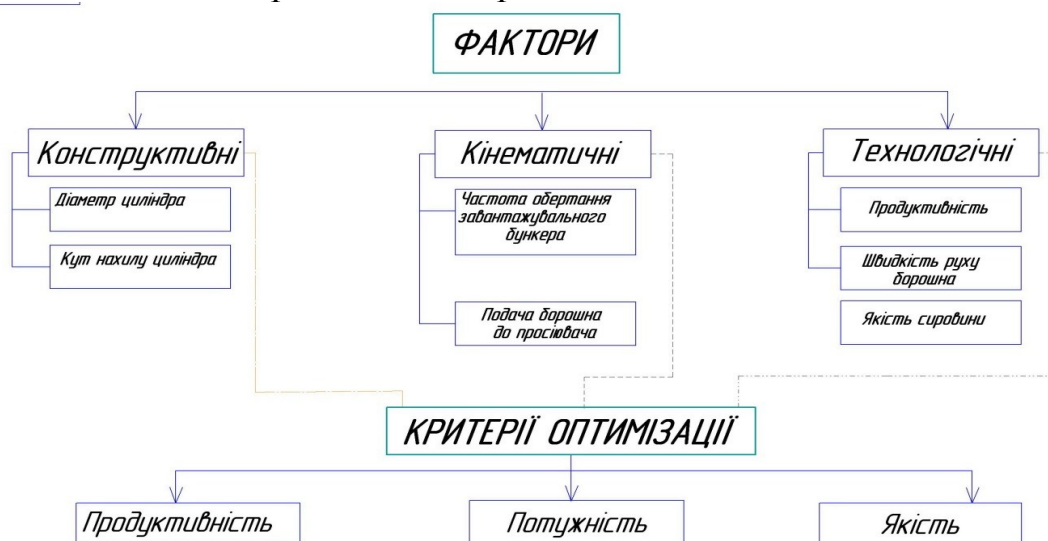 ФАКТОРИ
Конструктивні
Кінематичні
Технологічні
Діаметр циліндра
Кут нахилу циліндра
Частота обертання
завантажувального
бункера
Подача борошна
до просіювача
Продуктивність
Швидкість руху
борошна
Якість сировини
КРИТЕРІЇ ОПТИМІЗАЦІЇ
Продуктивність
Потужність
Якість